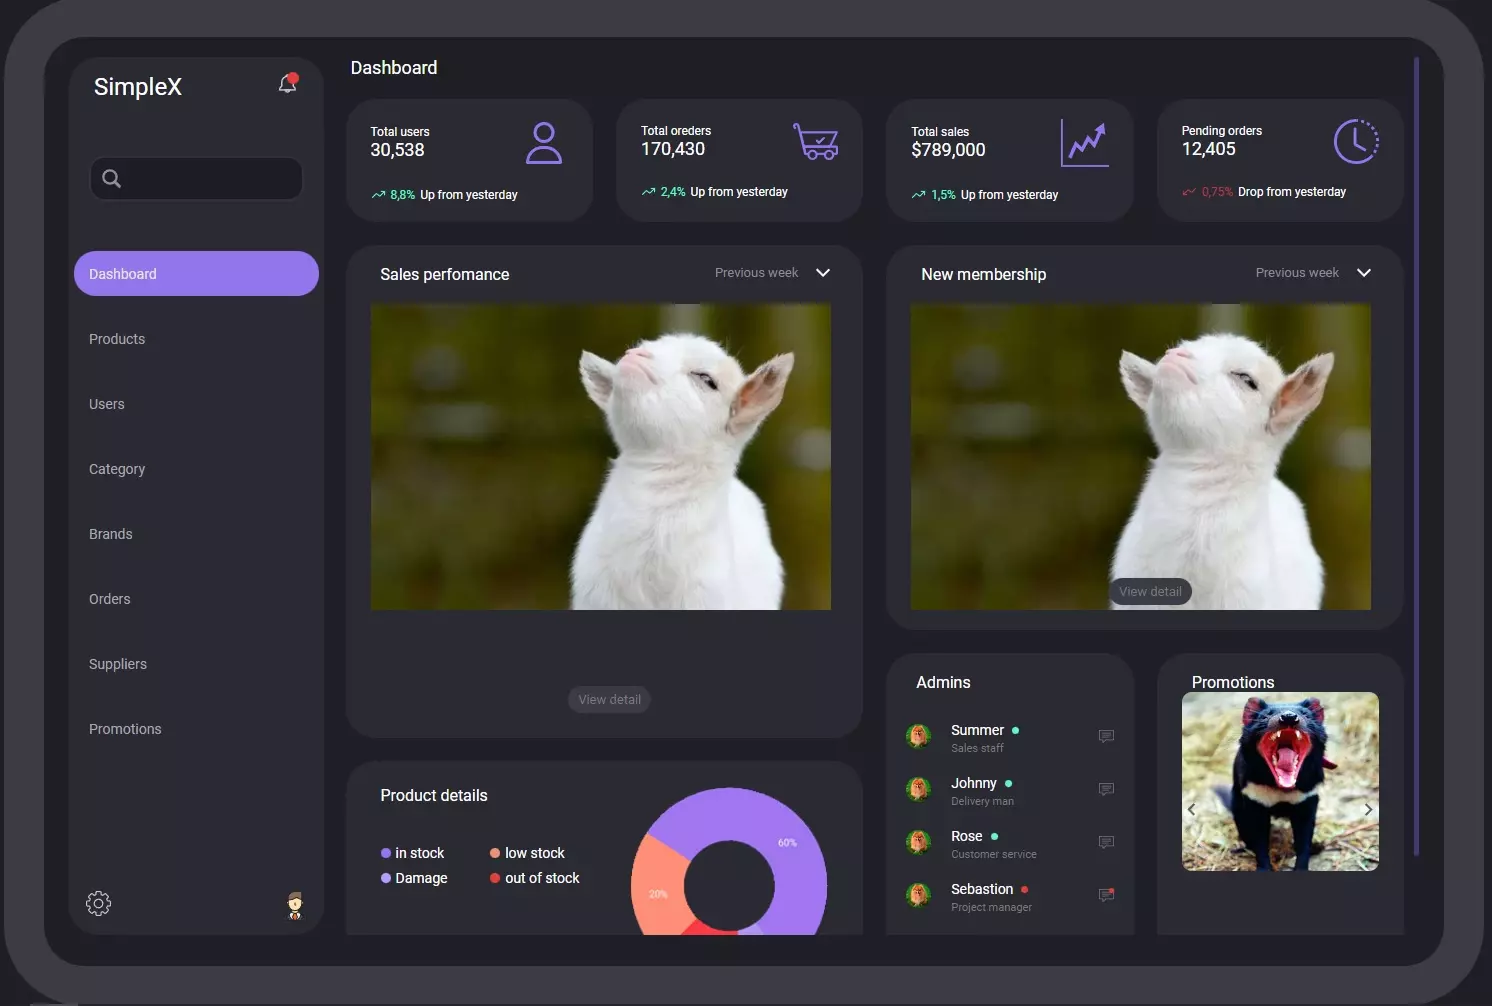 SimpleX
Dashboard
Products
Users
Category
Brands
Orders
Suppliers
Promotions
Dashboard
Total users
30,538
8,8% Up from yesterday
Total oreders
170,430
2,4% Up from yesterday
Total sales
$789,000
1,5% Up from yesterday
Pending orders
12,405
0,75% Drop from yesterday
Sales perfomance
Previous week
View detail
New membership
Previous week
View detail
Product details
in stock
low stock
Damage
out of stock
60%
20%
Admins
Summer
Sales staff
Johnny
Delivery man
Rose
Customer service
Sebastion
Project manager
Promotions